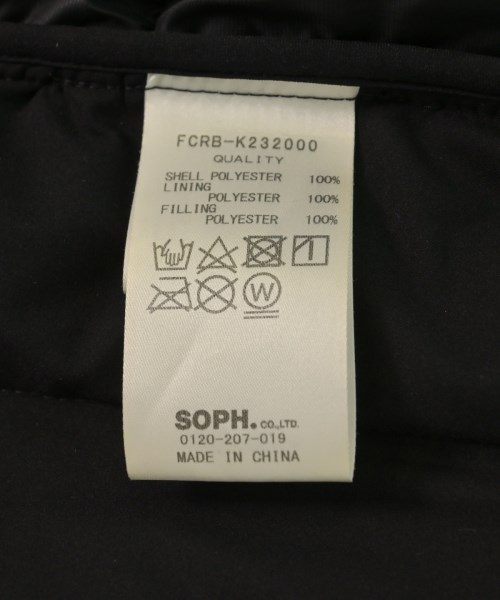 FCRB-K232000
QUALITY
SHELL POLYESTER 100%
LINING
POLYESTER 100%
FILLING
POLYESTER 100%
W
SOPH. CO.,LTD.
0120-207-019
MADE IN CHINA